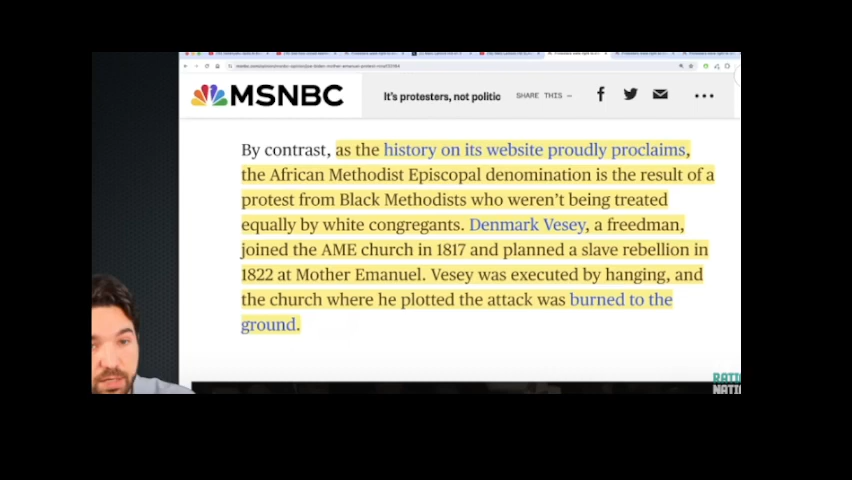 MSNBC
It's protesters, not politic
SHARE THIS —
By contrast, as the history on its website proudly proclaims,
the African Methodist Episcopal denomination is the result of a
protest from Black Methodists who weren't being treated
equally by white congregants. Denmark Vesey, a freedman,
joined the AME church in 1817 and planned a slave rebellion in
1822 at Mother Emanuel. Vesey was executed by hanging, and
the church where he plotted the attack was burned to the
ground.